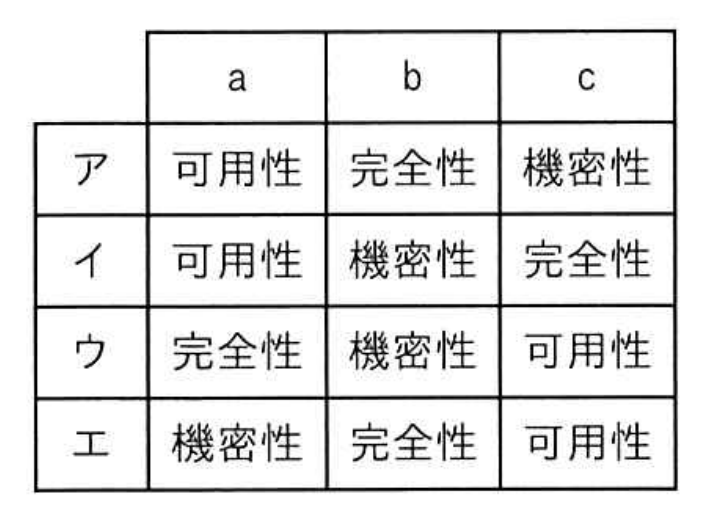 a b c
ア 可用性 完全性 機密性
イ 可用性 機密性 完全性
ウ 完全性 機密性 可用性
エ 機密性 完全性 可用性